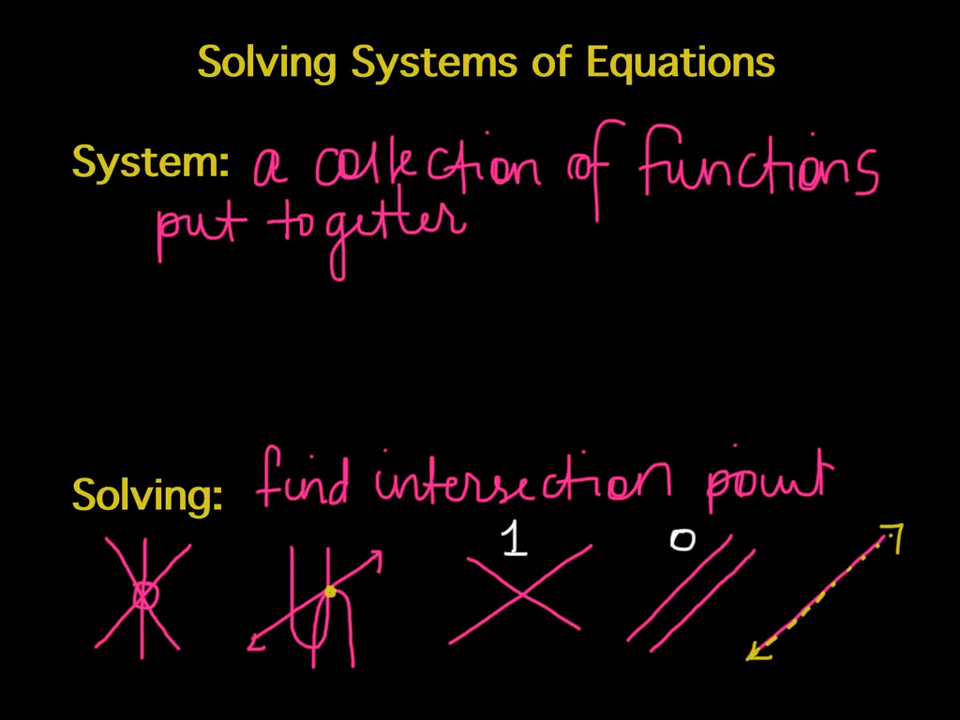 Solving Systems of Equations
System: a collection of functions
put together
Solving: find intersection point
1 0